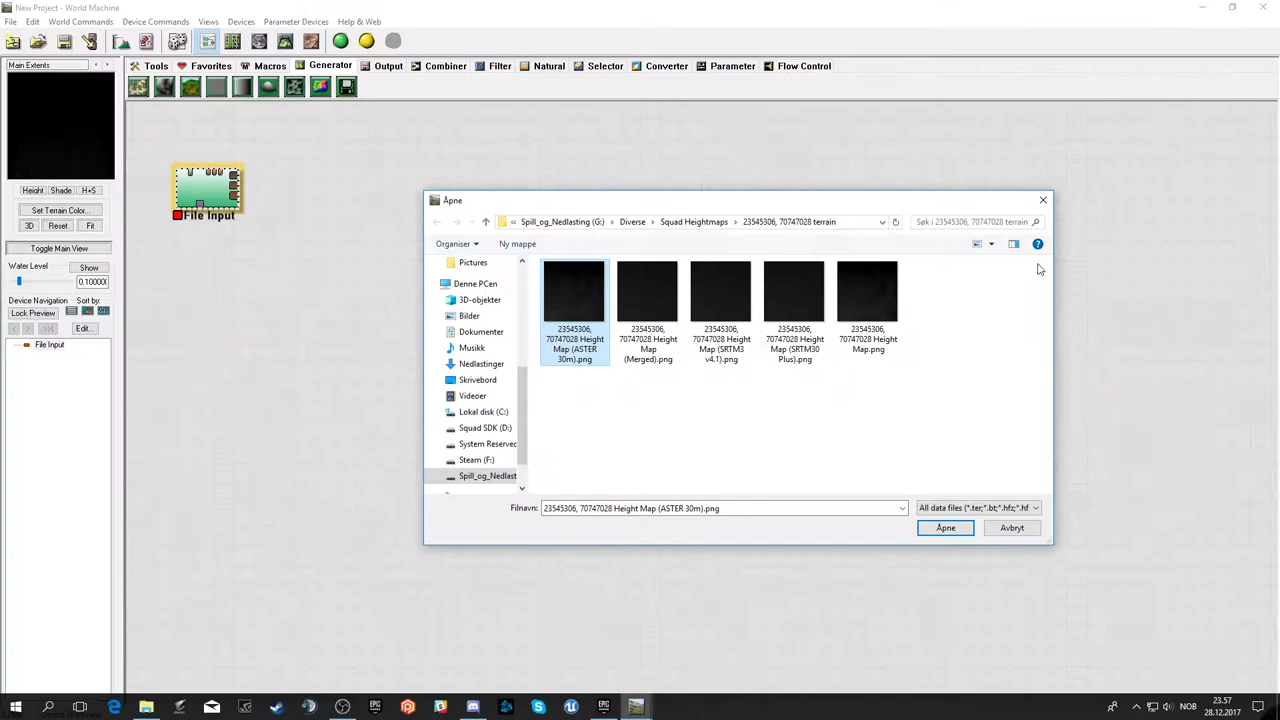 New Project - World Machine
File Edit World Commands Device Commands Views Devices Parameter Devices Help & Web
Main Extents
Tools Favorites Macros Generator Output Combiner Filter Natural Selector Converter Parameter Flow Control
Height Shade H+S
Set Terrain Color...
3D Reset Fit
Toggle Main View
Water Level Show
0.10000
Device Navigation Sort by:
Lock Preview
Edit...
File Input
File Input
Åpne
« Spill_og_Nedlasting (G:) › Diverse › Squad Heightmaps › 23545306, 70747028 terrain
Søk i 23545306, 70747028 terrain
Organiser Ny mappe
Pictures
Denne PCen
3D-objekter
Bilder
Dokumenter
Musikk
Nedlastinger
Skrivebord
Videoer
Lokal disk (C:)
Squad SDK (D:)
System Reserved
Steam (F:)
Spill_og_Nedlast
23545306,
70747028 Height
Map (ASTER
30m).png
23545306,
70747028 Height
Map
(Merged).png
23545306,
70747028 Height
Map (SRTM3
v4.1).png
23545306,
70747028 Height
Map (SRTM30
Plus).png
23545306,
70747028 Height
Map.png
Filnavn: 23545306, 70747028 Height Map (ASTER 30m).png
All data files (*.ter;*.bt;*.hfz;*.hf
Åpne Avbryt
EPIC
EPIC
NOB
23.57
28.12.2017